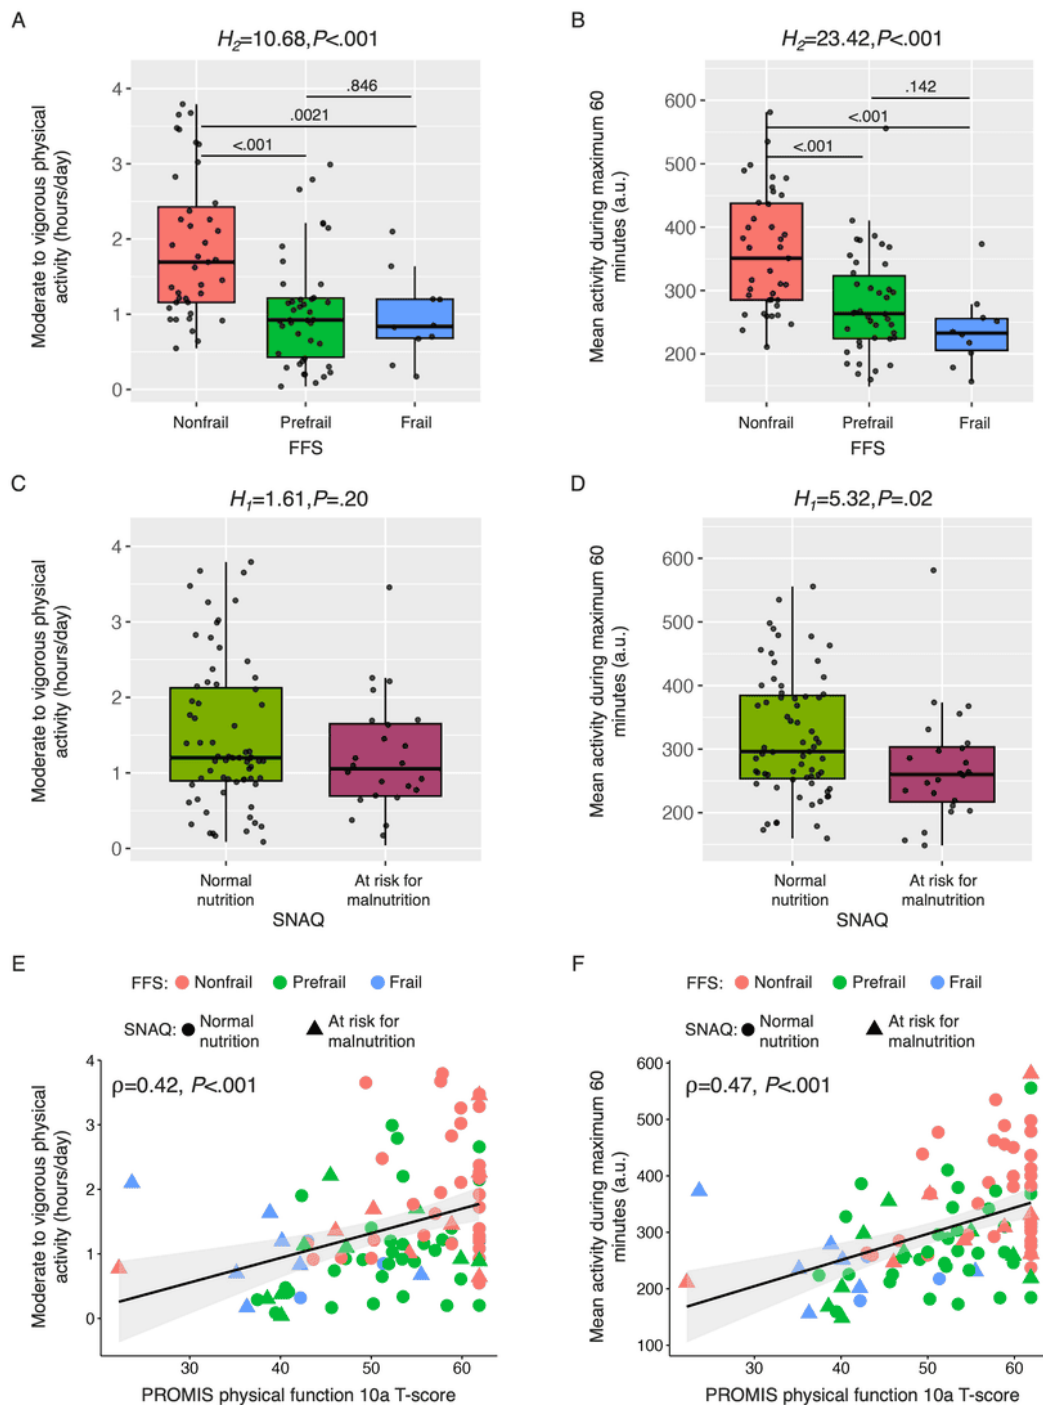 A
H2=10.68,P<.001
Moderate to vigorous physical
activity (hours/day)
4
3
2
1
0
.846
.0021
<.001
Nonfrail Prefrail Frail
FFS
B
H2=23.42,P<.001
Mean activity during maximum 60
minutes (a.u.)
600
500
400
300
200
.142
<.001
<.001
Nonfrail Prefrail Frail
FFS
C
H1=1.61,P=.20
Moderate to vigorous physical
activity (hours/day)
4
3
2
1
0
Normal
nutrition
At risk for
malnutrition
SNAQ
D
H1=5.32,P=.02
Mean activity during maximum 60
minutes (a.u.)
600
500
400
300
200
Normal
nutrition
At risk for
malnutrition
SNAQ
E
FFS: Nonfrail Prefrail Frail
SNAQ: Normal
nutrition
At risk for
malnutrition
ρ=0.42, P<.001
Moderate to vigorous physical
activity (hours/day)
4
3
2
1
0
30 40 50 60
PROMIS physical function 10a T-score
F
FFS: Nonfrail Prefrail Frail
SNAQ: Normal
nutrition
At risk for
malnutrition
ρ=0.47, P<.001
Mean activity during maximum 60
minutes (a.u.)
600
500
400
300
200
100
30 40 50 60
PROMIS physical function 10a T-score